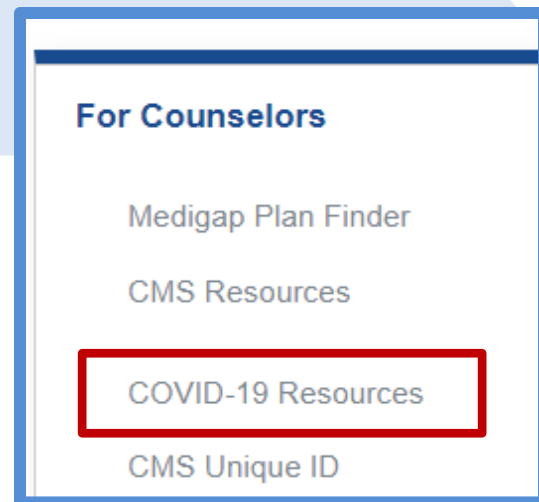 For Counselors
Medigap Plan Finder
CMS Resources
COVID-19 Resources
CMS Unique ID